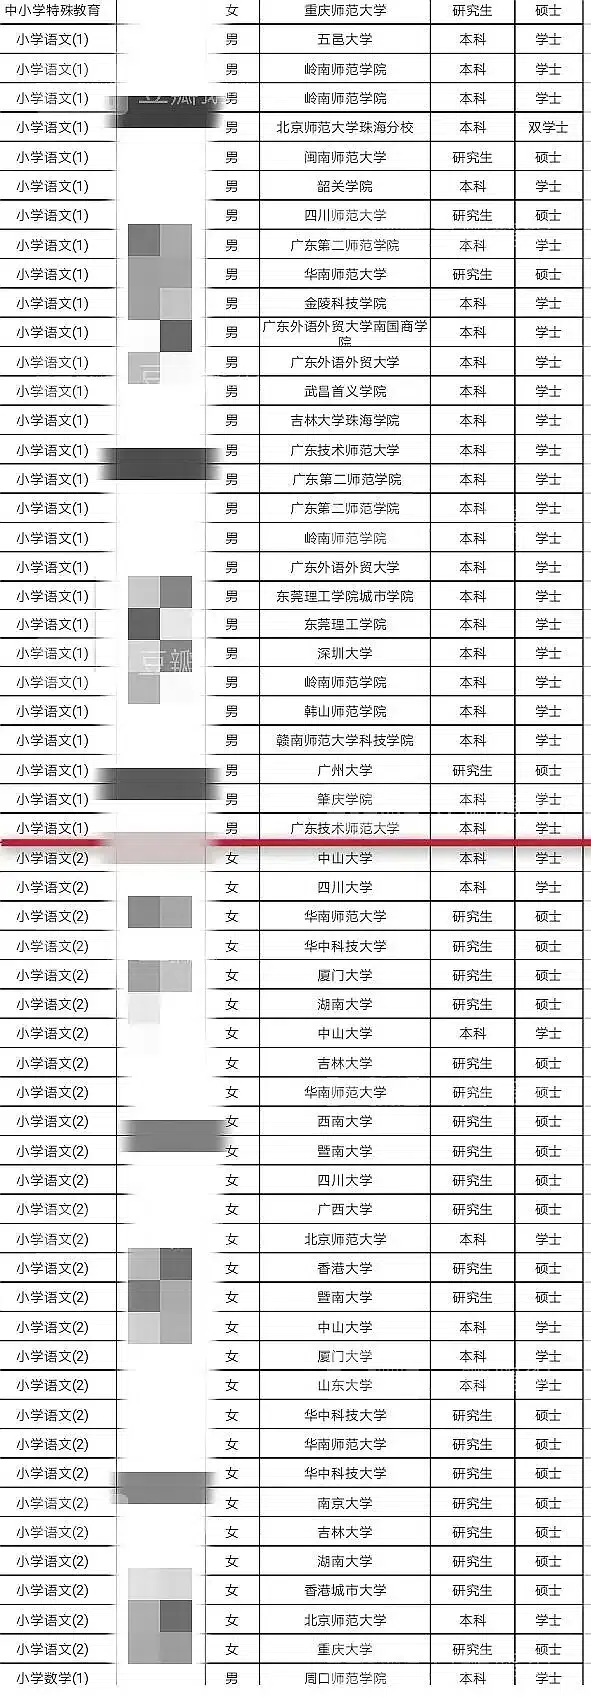 中小学特殊教育 女 重庆师范大学 研究生 硕士
小学语文(1) 男 五邑大学 本科 学士
小学语文(1) 男 岭南师范学院 本科 学士
小学语文(1) 男 岭南师范学院 本科 学士
小学语文(1) 男 北京师范大学珠海分校 本科 双学士
小学语文(1) 男 闽南师范大学 研究生 硕士
小学语文(1) 男 韶关学院 本科 学士
小学语文(1) 男 四川师范大学 研究生 硕士
小学语文(1) 男 广东第二师范学院 本科 学士
小学语文(1) 男 华南师范大学 研究生 硕士
小学语文(1) 男 金陵科技学院 本科 学士
小学语文(1) 男 广东外语外贸大学南国商学 本科 学士
院
小学语文(1) 男 广东外语外贸大学 本科 学士
小学语文(1) 男 武昌首义学院 本科 学士
小学语文(1) 男 吉林大学珠海学院 本科 学士
小学语文(1) 男 广东技术师范大学 本科 学士
小学语文(1) 男 广东第二师范学院 本科 学士
小学语文(1) 男 广东第二师范学院 本科 学士
小学语文(1) 男 岭南师范学院 本科 学士
小学语文(1) 男 广东外语外贸大学 本科 学士
小学语文(1) 男 东莞理工学院城市学院 本科 学士
小学语文(1) 男 东莞理工学院 本科 学士
小学语文(1) 豆瓣 男 深圳大学 本科 学士
小学语文(1) 男 岭南师范学院 本科 学士
小学语文(1) 男 韩山师范学院 本科 学士
小学语文(1) 男 赣南师范大学科技学院 本科 学士
小学语文(1) 男 广州大学 研究生 硕士
小学语文(1) 男 肇庆学院 本科 学士
小学语文(1) 男 广东技术师范大学 本科 学士
小学语文(2) 女 中山大学 本科 学士
小学语文(2) 女 四川大学 本科 学士
小学语文(2) 女 华南师范大学 研究生 硕士
小学语文(2) 女 华中科技大学 研究生 硕士
小学语文(2) 女 厦门大学 研究生 硕士
小学语文(2) 女 湖南大学 研究生 硕士
小学语文(2) 女 中山大学 本科 学士
小学语文(2) 女 吉林大学 研究生 硕士
小学语文(2) 女 华南师范大学 研究生 硕士
小学语文(2) 女 西南大学 研究生 硕士
小学语文(2) 女 暨南大学 研究生 硕士
小学语文(2) 女 四川大学 研究生 硕士
小学语文(2) 女 广西大学 研究生 硕士
小学语文(2) 女 北京师范大学 本科 学士
小学语文(2) 女 香港大学 研究生 硕士
小学语文(2) 女 暨南大学 研究生 硕士
小学语文(2) 女 中山大学 本科 学士
小学语文(2) 女 厦门大学 本科 学士
小学语文(2) 女 山东大学 本科 学士
小学语文(2) 女 华中科技大学 研究生 硕士
小学语文(2) 女 华南师范大学 研究生 硕士
小学语文(2) 女 华中科技大学 研究生 硕士
小学语文(2) 女 南京大学 研究生 硕士
小学语文(2) 女 吉林大学 研究生 硕士
小学语文(2) 女 湖南大学 研究生 硕士
小学语文(2) 女 香港城市大学 研究生 硕士
小学语文(2) 女 北京师范大学 本科 学士
小学语文(2) 女 重庆大学 研究生 硕士
小学数学(1) 男 周口师范学院 本科 学士